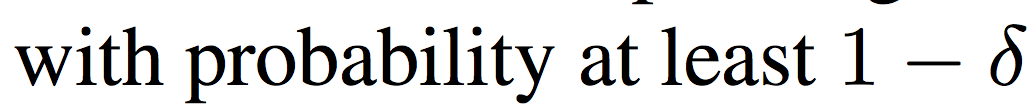 with probability at least 1 − δ